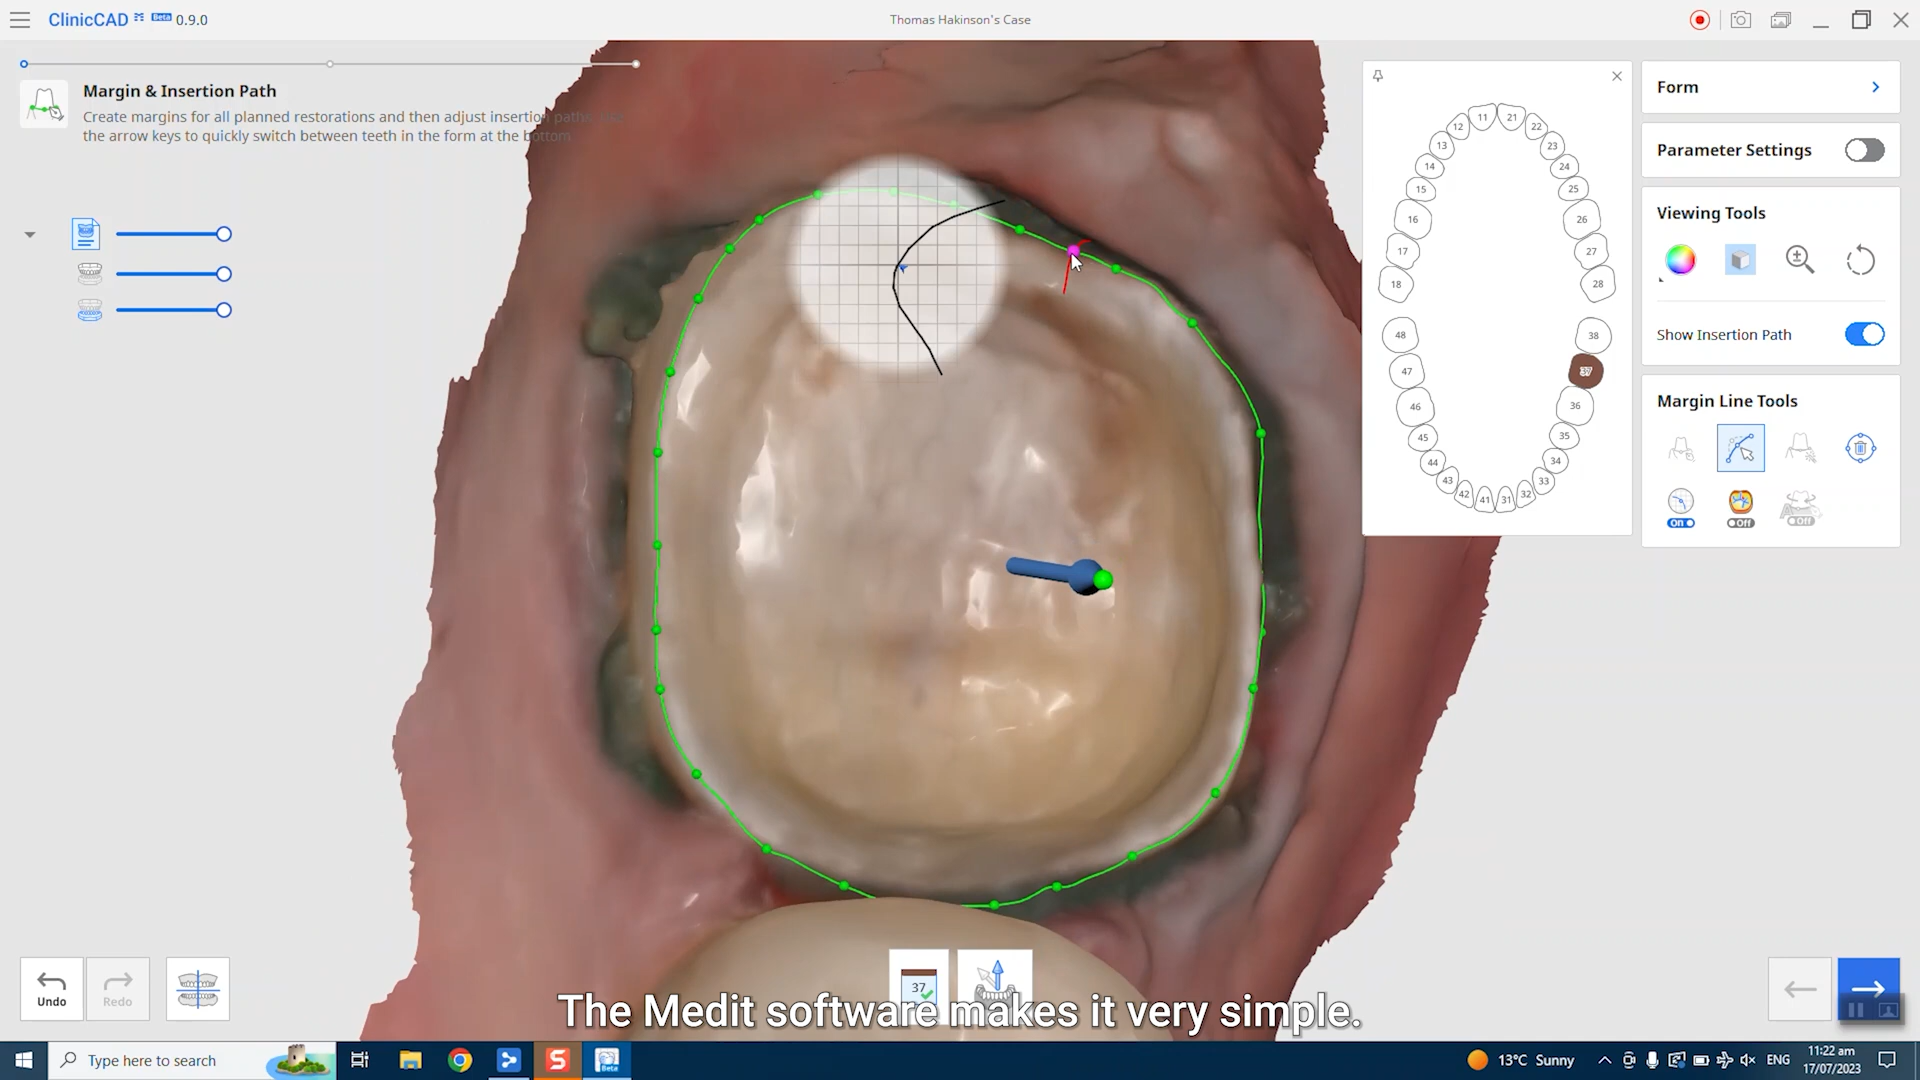 ClinicCAD Beta 0.9.0
Thomas Hakinson's Case
Margin & Insertion Path
Create margins for all planned restorations and then adjust insertion paths. Use
the arrow keys to quickly switch between teeth in the form at the bottom
11 21
12 22
13 23
14 24
15 25
16 26
17 27
18 28
48 38
47 37
46 36
45 35
44 34
43 33
42 41 31 32
Form
Parameter Settings
Viewing Tools
Show Insertion Path
Margin Line Tools
On Off Off
Undo Redo
37
The Medit software makes it very simple.
Type here to search
S
Beta
13°C Sunny
ENG
11:22 am
17/07/2023